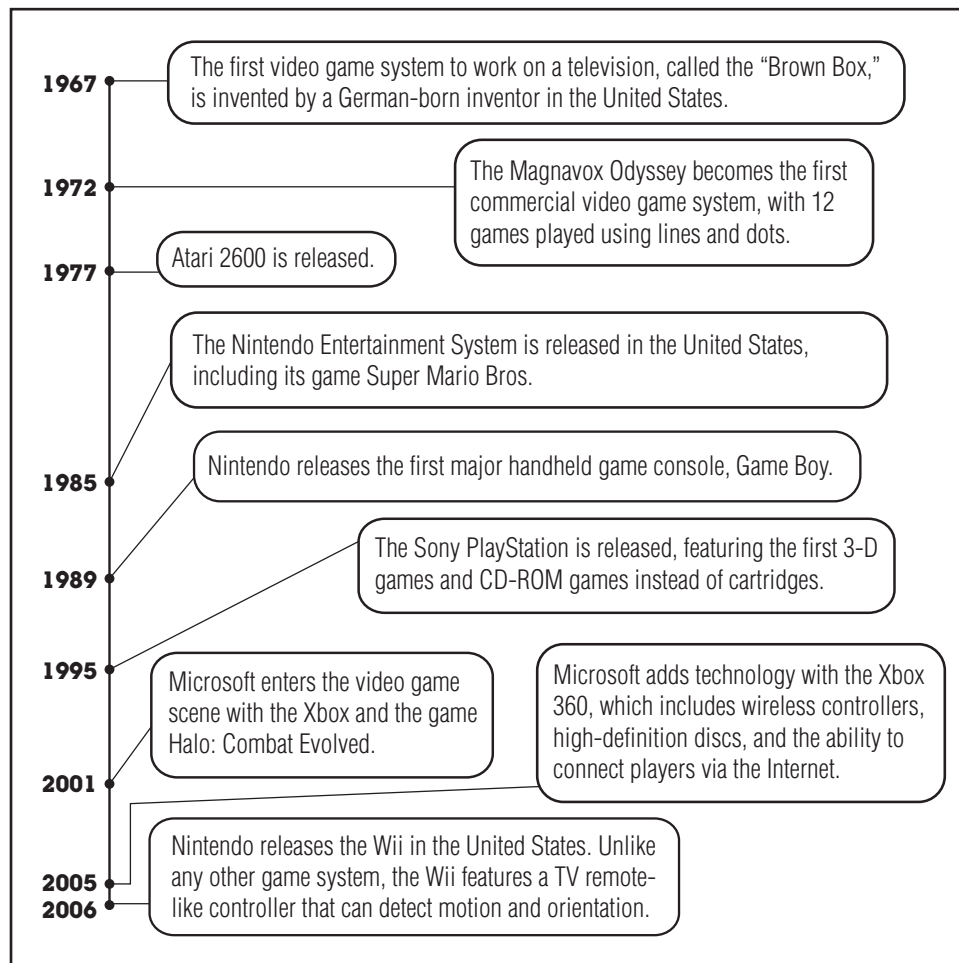 1967
The first video game system to work on a television, called the “Brown Box,”
is invented by a German-born inventor in the United States.
1972
The Magnavox Odyssey becomes the first
commercial video game system, with 12
games played using lines and dots.
1977
Atari 2600 is released.
The Nintendo Entertainment System is released in the United States,
including its game Super Mario Bros.
1985
Nintendo releases the first major handheld game console, Game Boy.
1989
The Sony PlayStation is released, featuring the first 3-D
games and CD-ROM games instead of cartridges.
1995
Microsoft enters the video game
scene with the Xbox and the game
Halo: Combat Evolved.
2001
Microsoft adds technology with the Xbox
360, which includes wireless controllers,
high-definition discs, and the ability to
connect players via the Internet.
2005
Nintendo releases the Wii in the United States. Unlike
any other game system, the Wii features a TV remote-
like controller that can detect motion and orientation.
2006